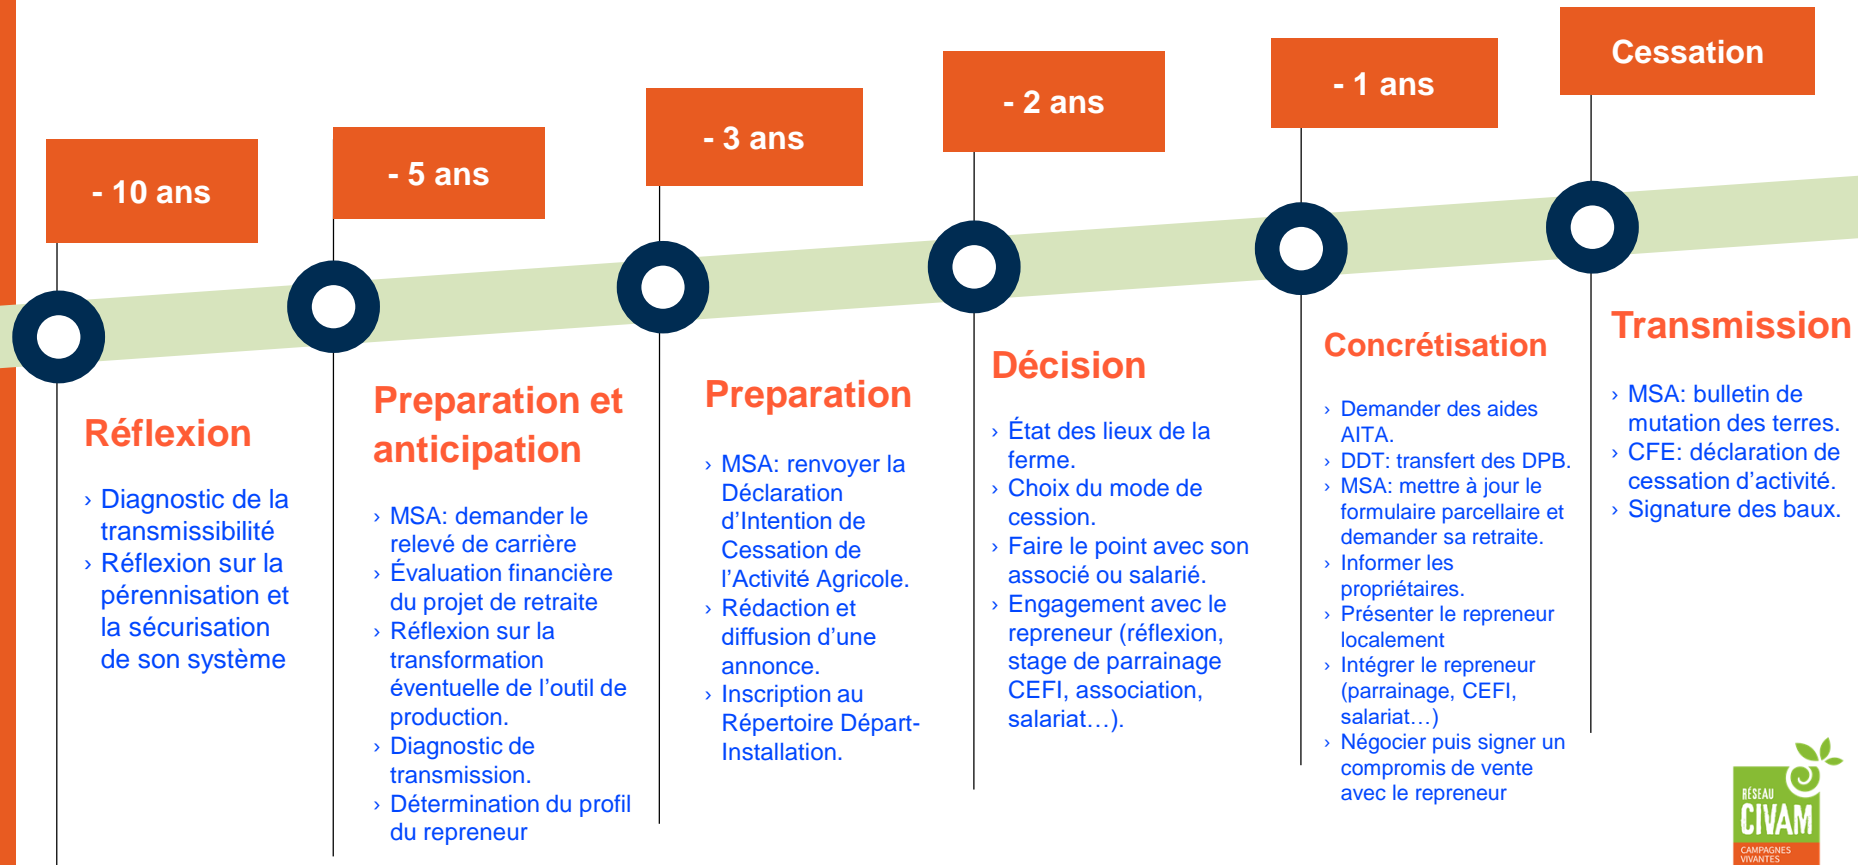 - 10 ans
Réflexion
› Diagnostic de la
transmissibilité
› Réflexion sur la
pérennisation et
la sécurisation
de son système
- 5 ans
Preparation et
anticipation
› MSA: demander le
relevé de carrière
› Évaluation financière
du projet de retraite
› Réflexion sur la
transformation
éventuelle de l’outil de
production.
› Diagnostic de
transmission.
› Détermination du profil
du repreneur
- 3 ans
Preparation
› MSA: renvoyer la
Déclaration
d’Intention de
Cessation de
l’Activité Agricole.
› Rédaction et
diffusion d’une
annonce.
› Inscription au
Répertoire Départ-
Installation.
- 2 ans
Décision
› État des lieux de la
ferme.
› Choix du mode de
cession.
› Faire le point avec son
associé ou salarié.
› Engagement avec le
repreneur (réflexion,
stage de parrainage
CEFI, association,
salariat…).
- 1 ans
Concrétisation
› Demander des aides
AITA.
› DDT: transfert des DPB.
› MSA: mettre à jour le
formulaire parcellaire et
demander sa retraite.
› Informer les
propriétaires.
› Présenter le repreneur
localement
› Intégrer le repreneur
(parrainage, CEFI,
salariat…)
› Négocier puis signer un
compromis de vente
avec le repreneur
Cessation
Transmission
› MSA: bulletin de
mutation des terres.
› CFE: déclaration de
cessation d’activité.
› Signature des baux.
RÉSEAU
CIVAM
CAMPAGNES
VIVANTES